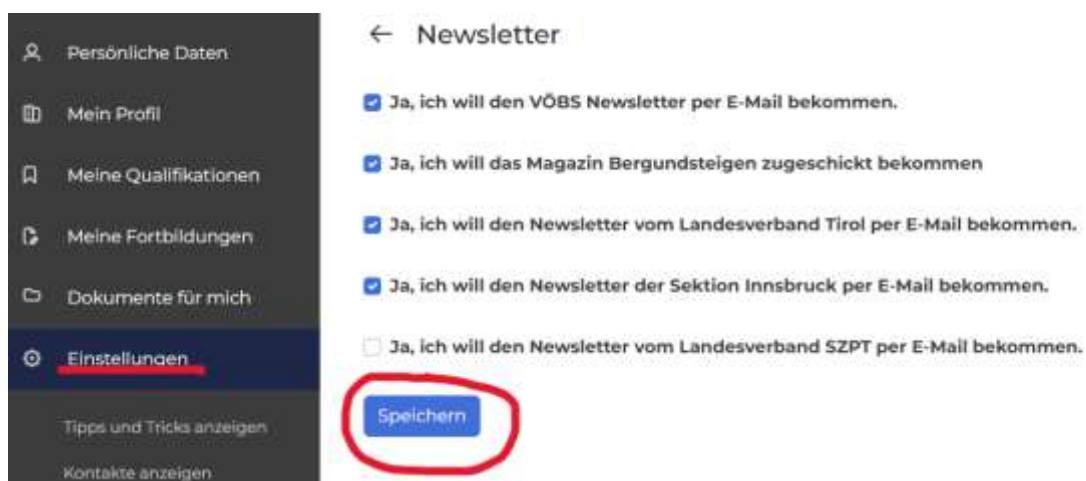 Persönliche Daten
Mein Profil
Meine Qualifikationen
Meine Fortbildungen
Dokumente für mich
Einstellungen
Tipps und Tricks anzeigen
Kontakte anzeigen
← Newsletter
Ja, ich will den VÖBS Newsletter per E-Mail bekommen.
Ja, ich will das Magazin Bergundsteigen zugeschickt bekommen
Ja, ich will den Newsletter vom Landesverband Tirol per E-Mail bekommen.
Ja, ich will den Newsletter der Sektion Innsbruck per E-Mail bekommen.
Ja, ich will den Newsletter vom Landesverband SZPT per E-Mail bekommen.
Speichern